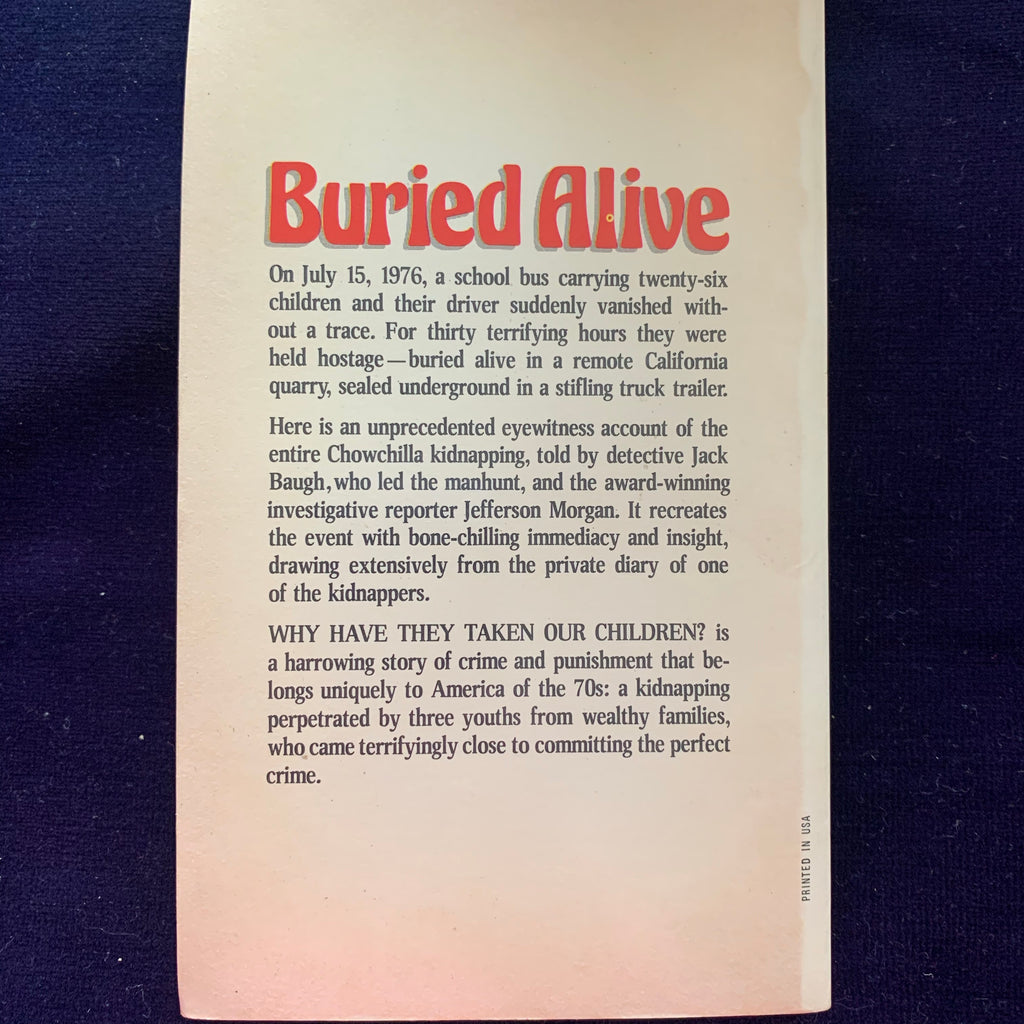 Buried Alive
On July 15, 1976, a school bus carrying twenty-six
children and their driver suddenly vanished with-
out a trace. For thirty terrifying hours they were
held hostage—buried alive in a remote California
quarry, sealed underground in a stifling truck trailer.
Here is an unprecedented eyewitness account of the
entire Chowchilla kidnapping, told by detective Jack
Baugh, who led the manhunt, and the award-winning
investigative reporter Jefferson Morgan. It recreates
the event with bone-chilling immediacy and insight,
drawing extensively from the private diary of one
of the kidnappers.
WHY HAVE THEY TAKEN OUR CHILDREN? is
a harrowing story of crime and punishment that be-
longs uniquely to America of the 70s: a kidnapping
perpetrated by three youths from wealthy families,
who came terrifyingly close to committing the perfect
crime.
PRINTED IN USA